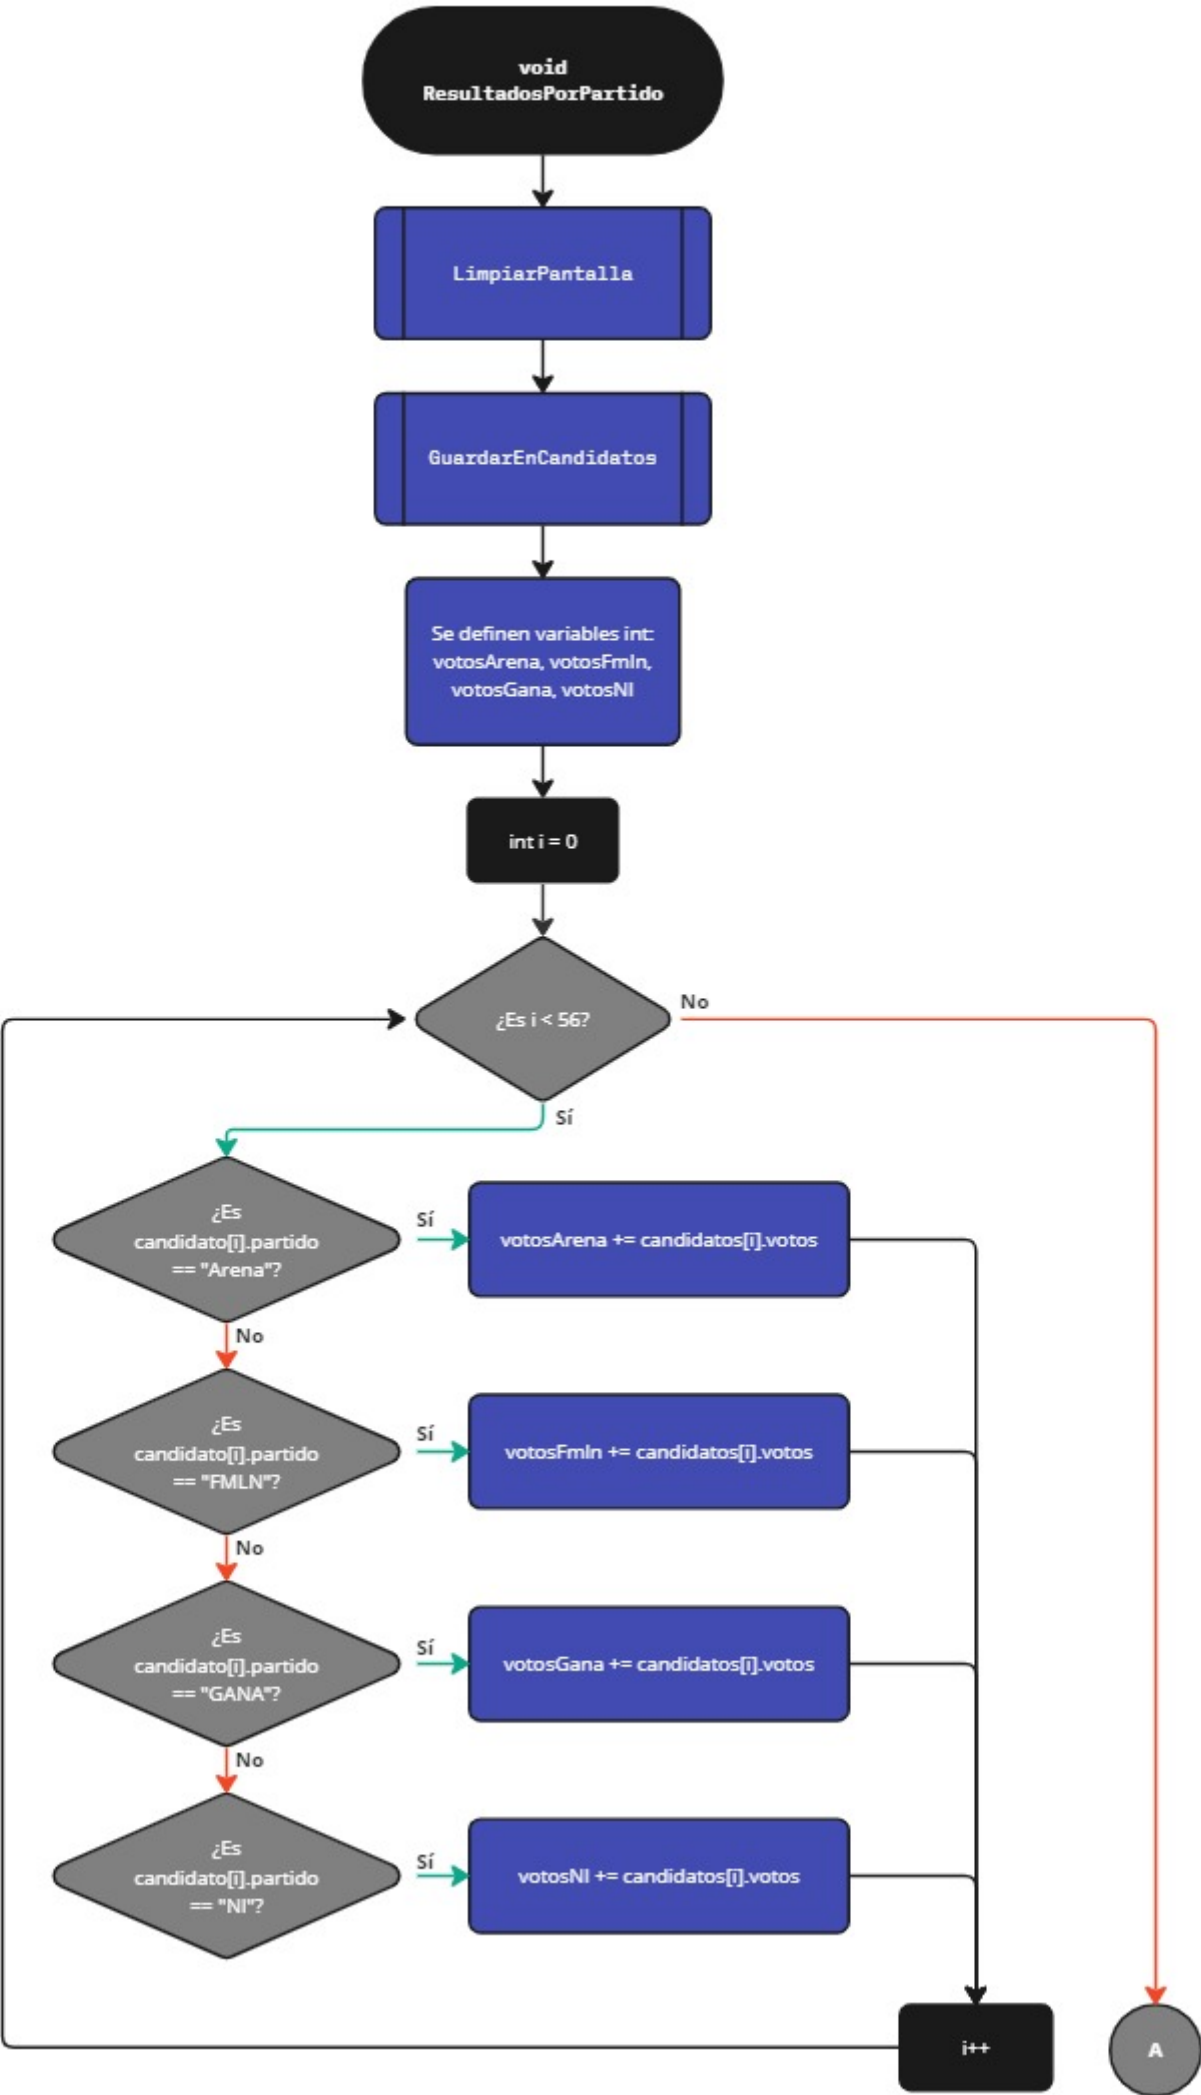 void
ResultadosPorPartido
LimpiarPantalla
GuardarEnCandidatos
Se definen variables int:
votosArena, votosFmln,
votosGana, votosNI
int i = 0
¿Es i < 56?
No
Sí
¿Es
candidato[i].partido
== "Arena"?
Sí
votosArena += candidatos[i].votos
No
¿Es
candidato[i].partido
== "FMLN"?
Sí
votosFmln += candidatos[i].votos
No
¿Es
candidato[i].partido
== "GANA"?
Sí
votosGana += candidatos[i].votos
No
¿Es
candidato[i].partido
== "NI"?
Sí
votosNI += candidatos[i].votos
i++
A